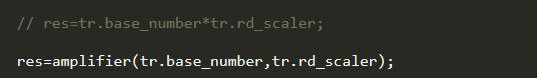 // res=tr.base_number*tr.rd_scaler;
res=amplifier(tr.base_number,tr.rd_scaler);